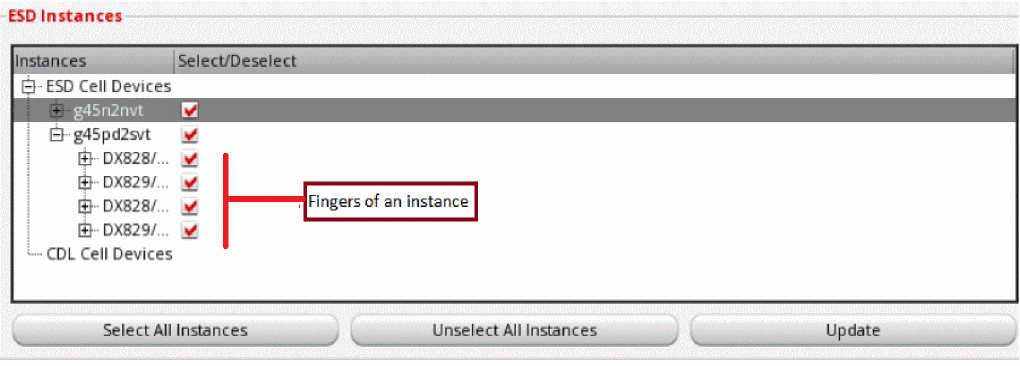 ESD Instances
Instances Select/Deselect
ESD Cell Devices
g45n2nvt
g45pd2svt
DX828/...
DX829/...
Fingers of an instance
DX828/...
DX829/...
CDL Cell Devices
Select All Instances Unselect All Instances Update